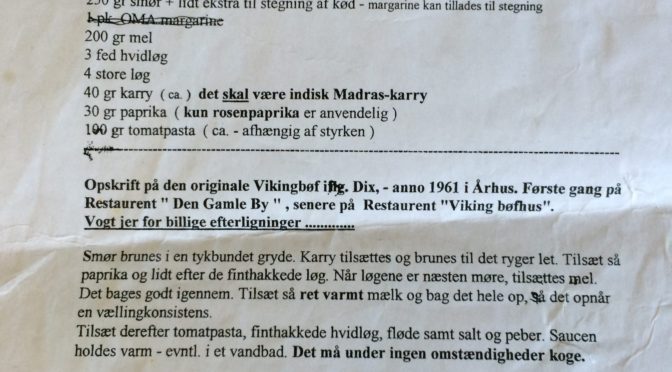 250 gr smør + lidt ekstra til stegning af kød - margarine kan tillades til stegning
1 pk. OMA margarine
200 gr mel
3 fed hvidløg
4 store løg
40 gr karry ( ca. ) det skal være indisk Madras-karry
30 gr paprika ( kun rosenpaprika er anvendelig )
100 gr tomatpasta ( ca. - afhængig af styrken )
Opskrift på den originale Vikingbøf iflg. Dix, - anno 1961 i Århus. Første gang på
Restaurent " Den Gamle By " , senere på Restaurent "Viking bøfhus".
Vogt jer for billige efterligninger .............
Smør brunes i en tykbundet gryde. Karry tilsættes og brunes til det ryger let. Tilsæt så
paprika og lidt efter de finthakkede løg. Når løgene er næsten møre, tilsættes mel.
Det bages godt igennem. Tilsæt så ret varmt mælk og bag det hele op, så det opnår
en vællingkonsistens.
Tilsæt derefter tomatpasta, finthakkede hvidløg, fløde samt salt og peber. Saucen
holdes varm - evntl. i et vandbad. Det må under ingen omstændigheder koge.